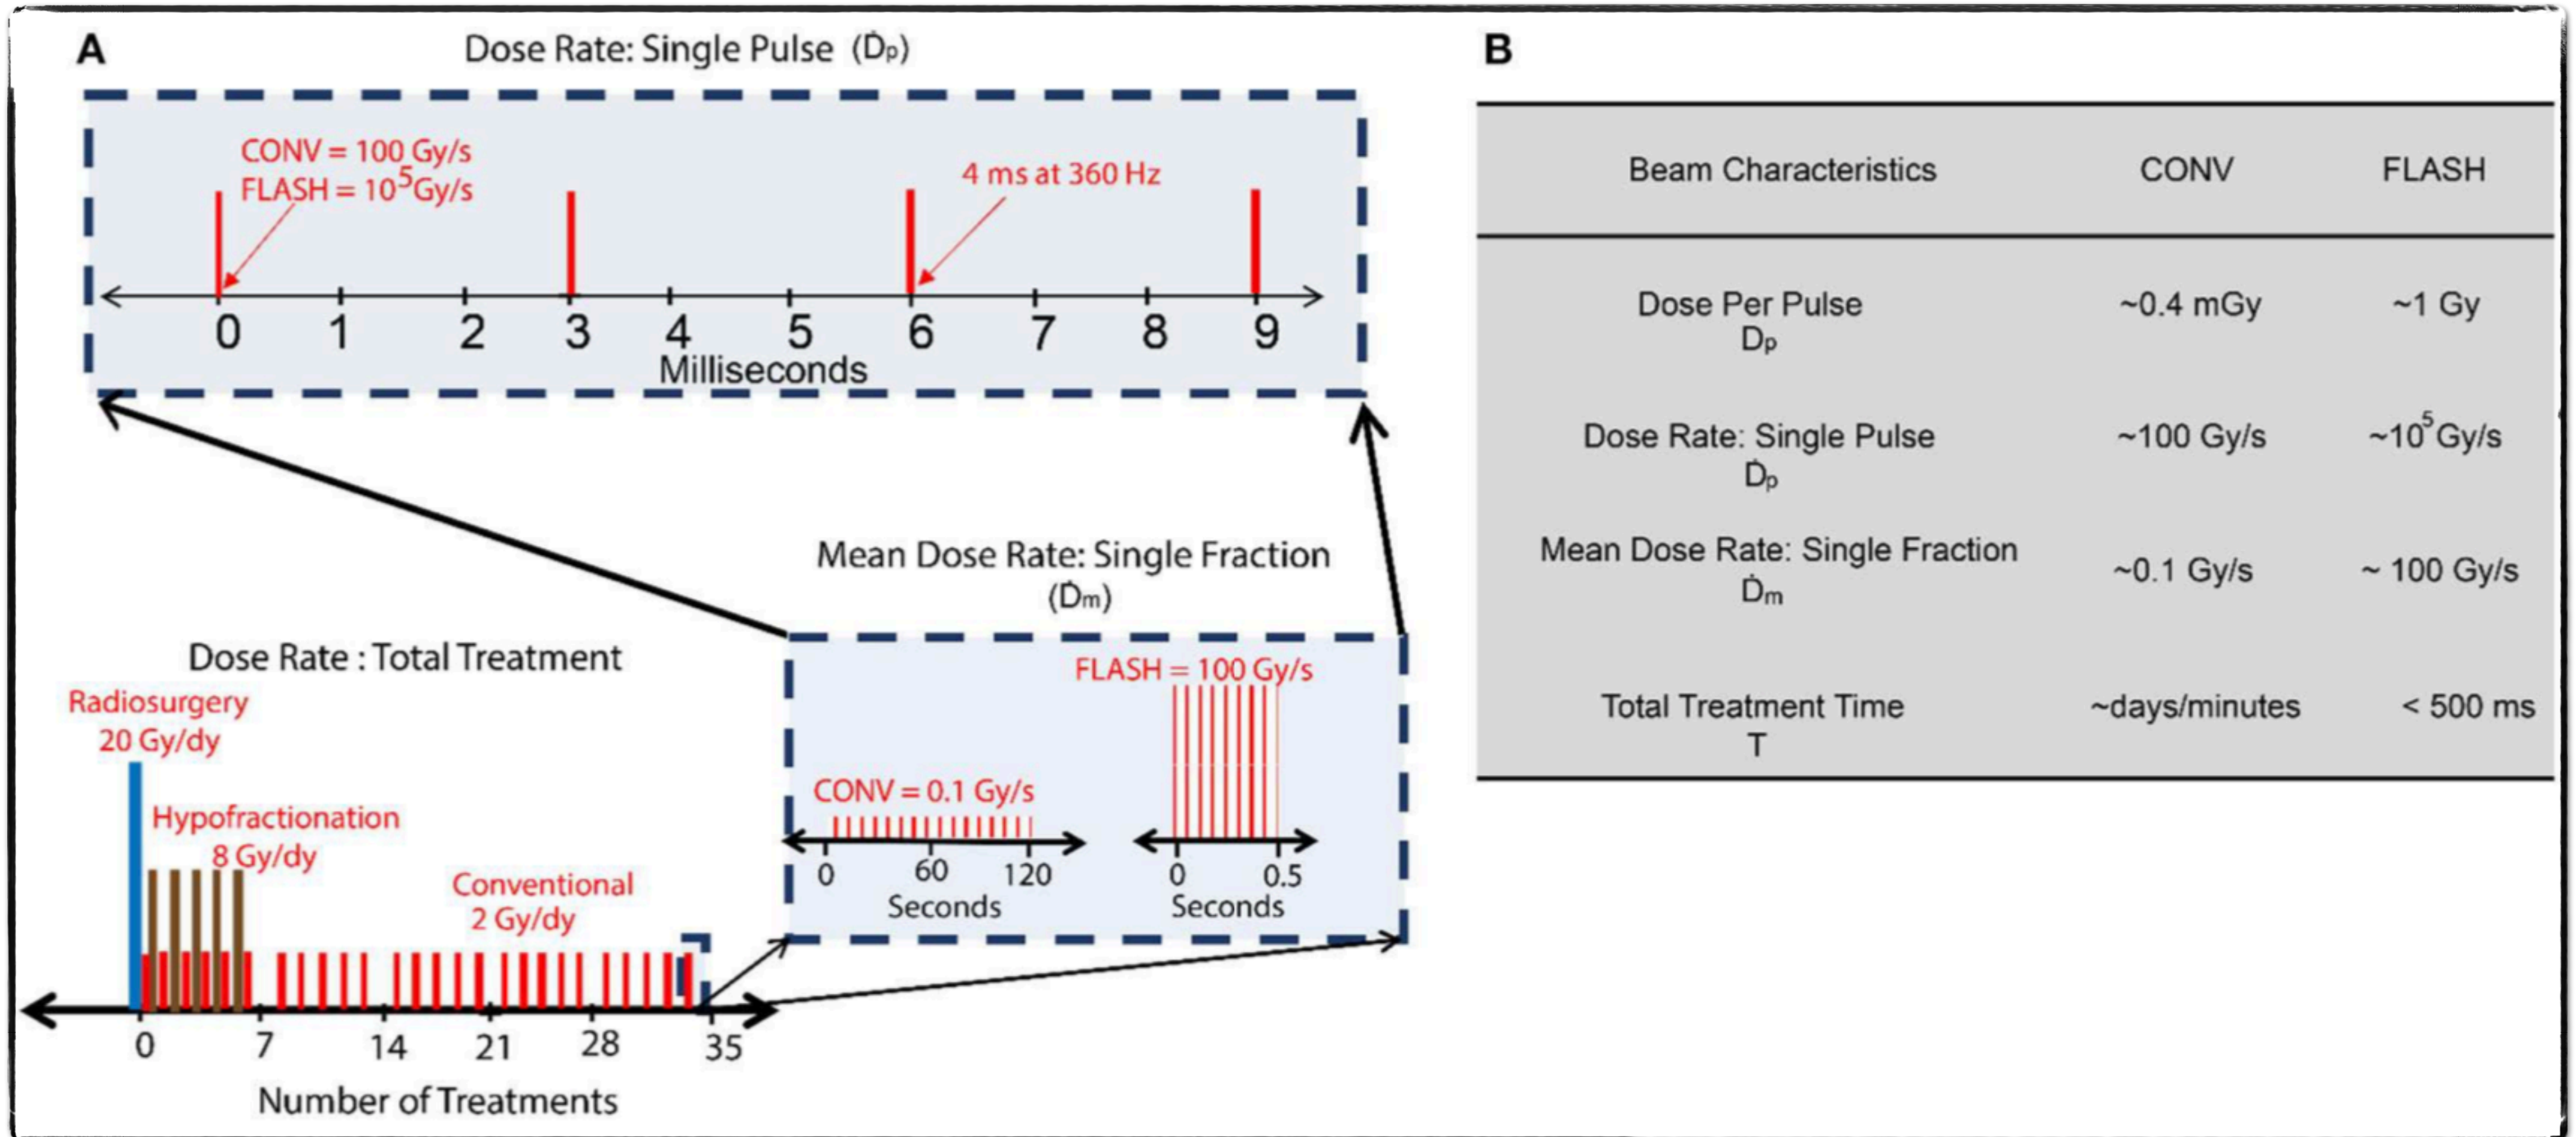 A
Dose Rate: Single Pulse (Ḋp)
CONV = 100 Gy/s
FLASH = 10⁵Gy/s
4 ms at 360 Hz
0 1 2 3 4 5 6 7 8 9
Milliseconds
Mean Dose Rate: Single Fraction
(Ḋm)
FLASH = 100 Gy/s
CONV = 0.1 Gy/s
0 60 120
Seconds
0 0.5
Seconds
Dose Rate : Total Treatment
Radiosurgery
20 Gy/dy
Hypofractionation
8 Gy/dy
Conventional
2 Gy/dy
0 7 14 21 28 35
Number of Treatments
B
Beam Characteristics CONV FLASH
Dose Per Pulse ~0.4 mGy ~1 Gy
Dp
Dose Rate: Single Pulse ~100 Gy/s ~10⁵Gy/s
Ḋp
Mean Dose Rate: Single Fraction ~0.1 Gy/s ~ 100 Gy/s
Ḋm
Total Treatment Time ~days/minutes < 500 ms
T